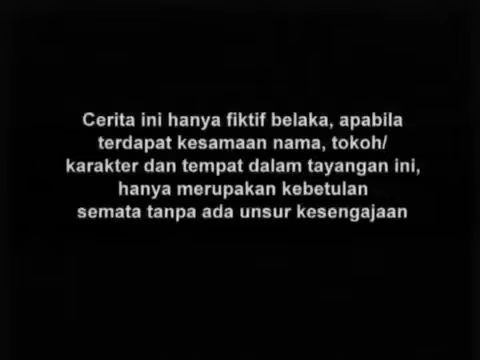 Cerita ini hanya fiktif belaka, apabila
terdapat kesamaan nama, tokoh/
karakter dan tempat dalam tayangan ini,
hanya merupakan kebetulan
semata tanpa ada unsur kesengajaan